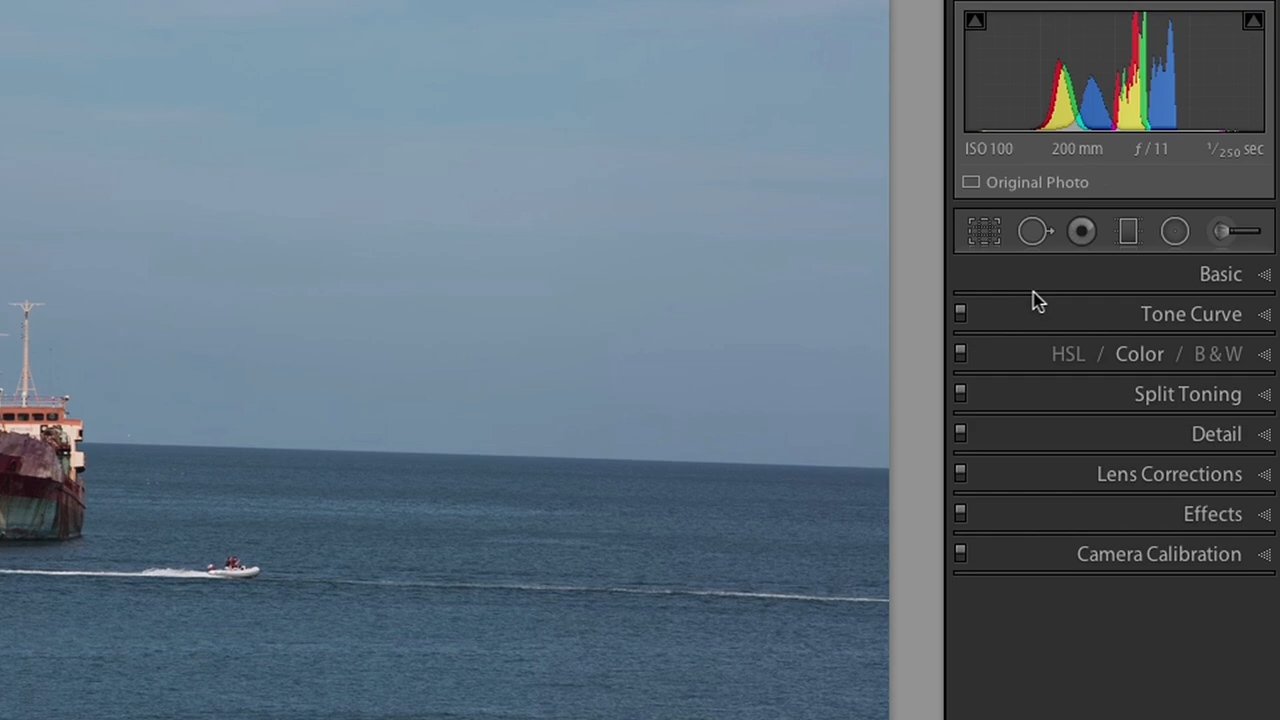 ISO 100 200 mm ƒ / 11 1/250 sec
Original Photo
Basic
Tone Curve
HSL / Color / B & W
Split Toning
Detail
Lens Corrections
Effects
Camera Calibration